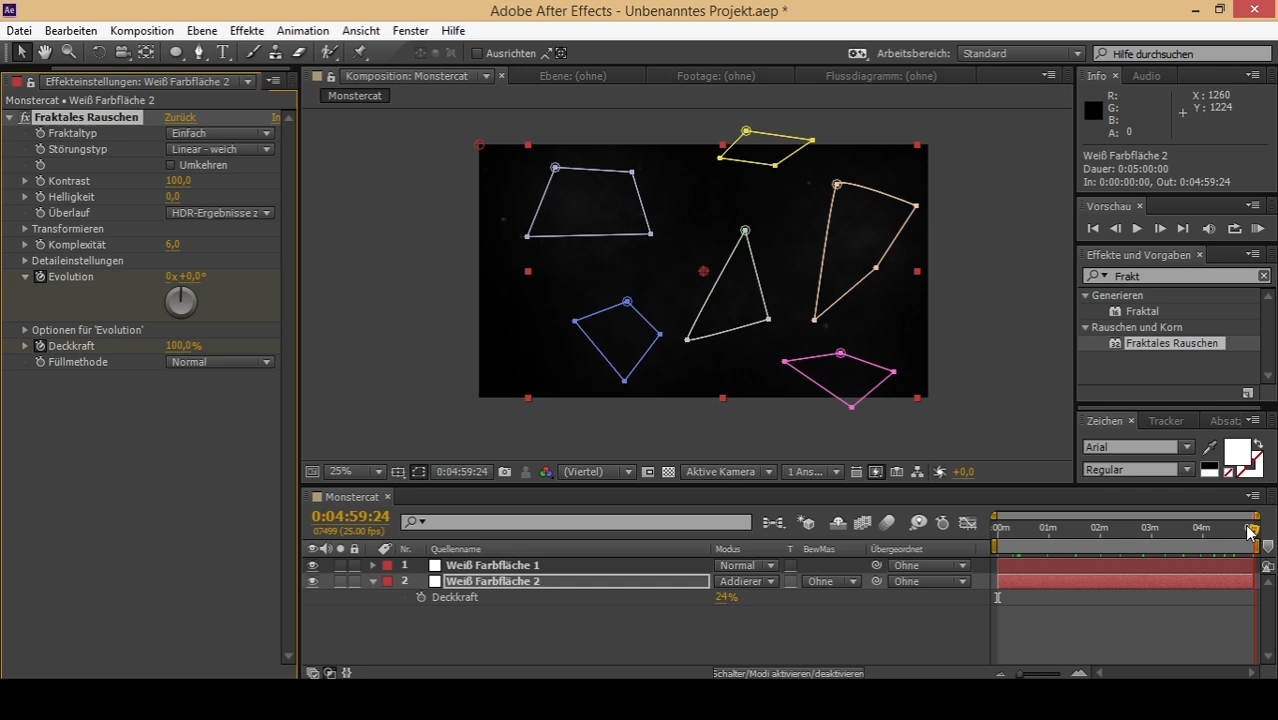 Ae
Adobe After Effects - Unbenanntes Projekt.aep *
Datei Bearbeiten Komposition Ebene Effekte Animation Ansicht Fenster Hilfe
Ausrichten
Arbeitsbereich: Standard
Hilfe durchsuchen
Effekteinstellungen: Weiß Farbfläche 2
Monstercat • Weiß Farbfläche 2
fx Fraktales Rauschen Zurück In
Fraktaltyp Einfach
Störungstyp Linear - weich
Umkehren
Kontrast 100,0
Helligkeit 0,0
Überlauf HDR-Ergebnisse z
Transformieren
Komplexität 6,0
Detaileinstellungen
Evolution 0x+0,0°
Optionen für 'Evolution'
Deckkraft 100,0%
Füllmethode Normal
Komposition: Monstercat
Ebene: (ohne)
Footage: (ohne)
Flussdiagramm: (ohne)
Monstercat
25% 0:04:59:24 (Viertel) Aktive Kamera 1 Ans... +0,0
Info Audio
R: X : 1260
G: Y : 1224
B:
A: 0
Weiß Farbfläche 2
Dauer: 0:05:00:00
In: 0:00:00:00, Out: 0:04:59:24
Vorschau
Effekte und Vorgaben
Frakt
Generieren
Fraktal
Rauschen und Korn
Fraktales Rauschen
Zeichen Tracker Absat
Arial
Regular
Monstercat
0:04:59:24
07499 (25.00 fps)
:00m 01m 02m 03m 04m
Nr. Quellenname Modus T BewMas Übergeordnet
1 Weiß Farbfläche 1 Normal Ohne
2 Weiß Farbfläche 2 Addierer Ohne Ohne
Deckkraft 24%
Schalter/Modi aktivieren/deaktivieren